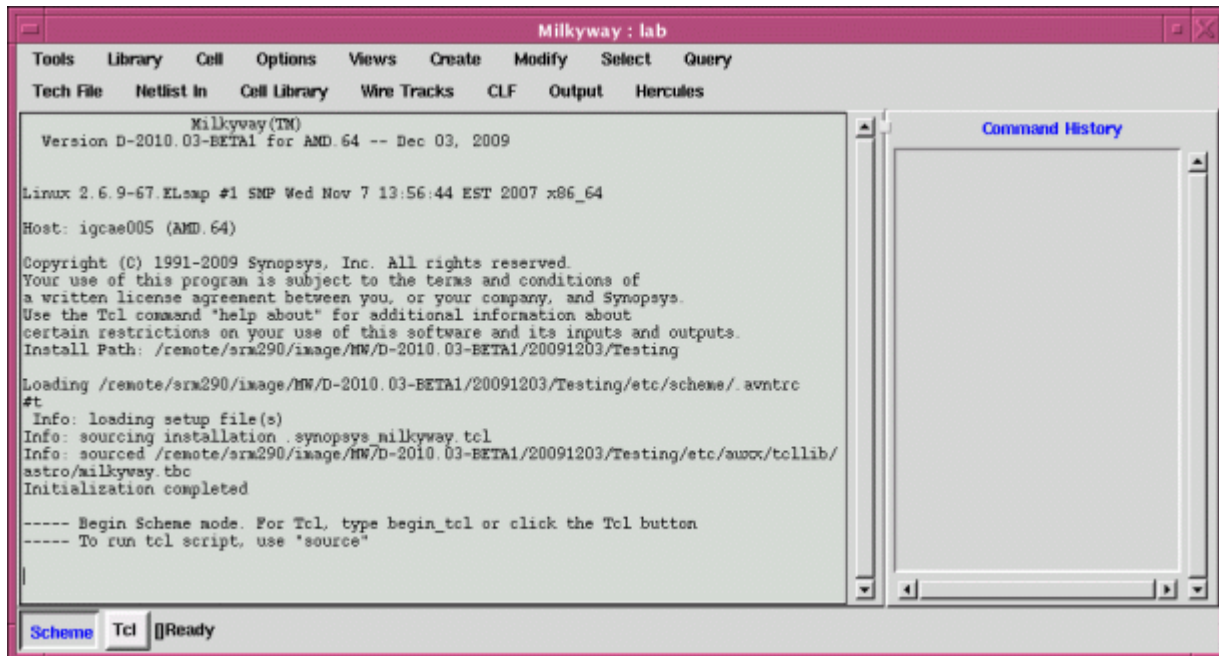 Milkyway : lab
Tools Library Cell Options Views Create Modify Select Query
Tech File Netlist In Cell Library Wire Tracks CLF Output Hercules
Milkyway(TM)
Version D-2010.03-BETA1 for AMD.64 -- Dec 03, 2009
Linux 2.6.9-67.ELsmp #1 SMP Wed Nov 7 13:56:44 EST 2007 x86_64
Host: igcae005 (AMD.64)
Copyright (C) 1991-2009 Synopsys, Inc. All rights reserved.
Your use of this program is subject to the terms and conditions of
a written license agreement between you, or your company, and Synopsys.
Use the Tcl command "help about" for additional information about
certain restrictions on your use of this software and its inputs and outputs.
Install Path: /remote/srm290/image/MW/D-2010.03-BETA1/20091203/Testing
Loading /remote/srm290/image/MW/D-2010.03-BETA1/20091203/Testing/etc/scheme/.avntrc
#t
Info: loading setup file(s)
Info: sourcing installation .synopsys_milkyway.tcl
Info: sourced /remote/srm290/image/MW/D-2010.03-BETA1/20091203/Testing/etc/auxx/tcllib/
astro/milkyway.tbc
Initialization completed
----- Begin Scheme mode. For Tcl, type begin_tcl or click the Tcl button
----- To run tcl script, use "source"
Command History
Scheme Tcl []Ready